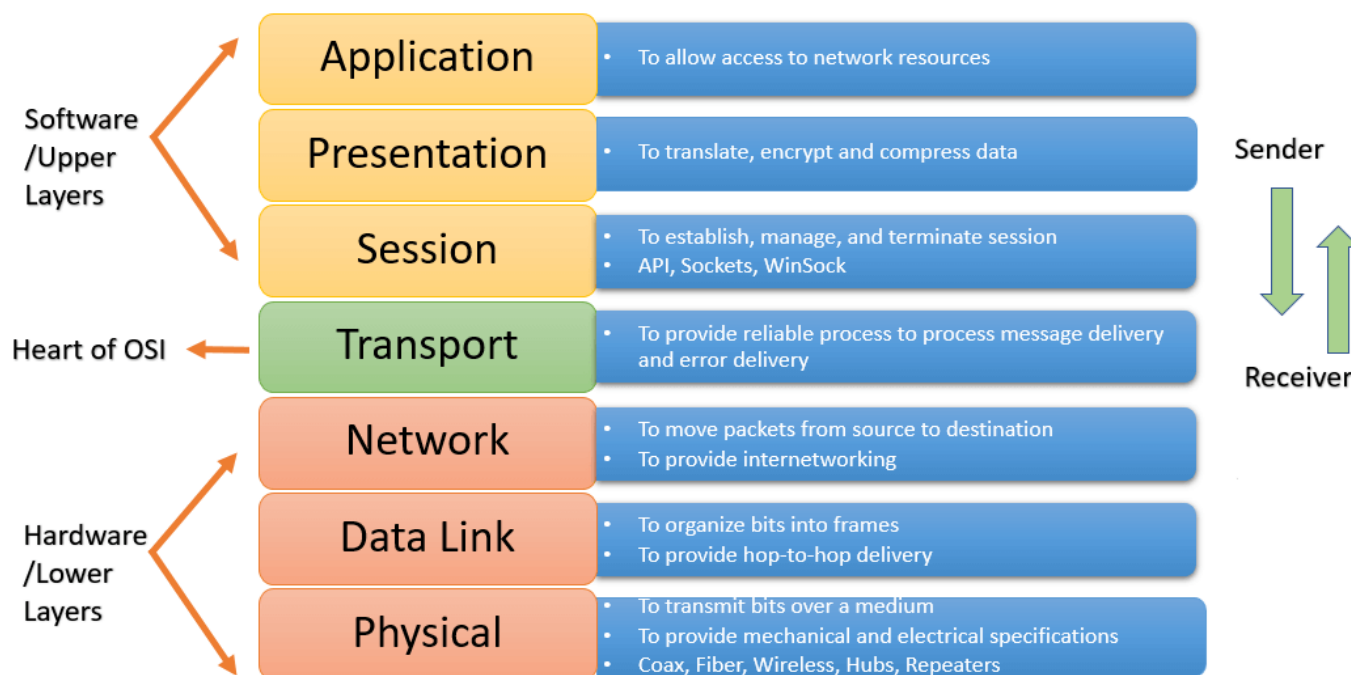 Application
• To allow access to network resources
Software
/Upper
Layers
Presentation
• To translate, encrypt and compress data
Sender
Session
• To establish, manage, and terminate session
• API, Sockets, WinSock
Heart of OSI
Transport
• To provide reliable process to process message delivery
and error delivery
Receiver
Network
• To move packets from source to destination
• To provide internetworking
Hardware
/Lower
Layers
Data Link
• To organize bits into frames
• To provide hop-to-hop delivery
Physical
• To transmit bits over a medium
• To provide mechanical and electrical specifications
• Coax, Fiber, Wireless, Hubs, Repeaters